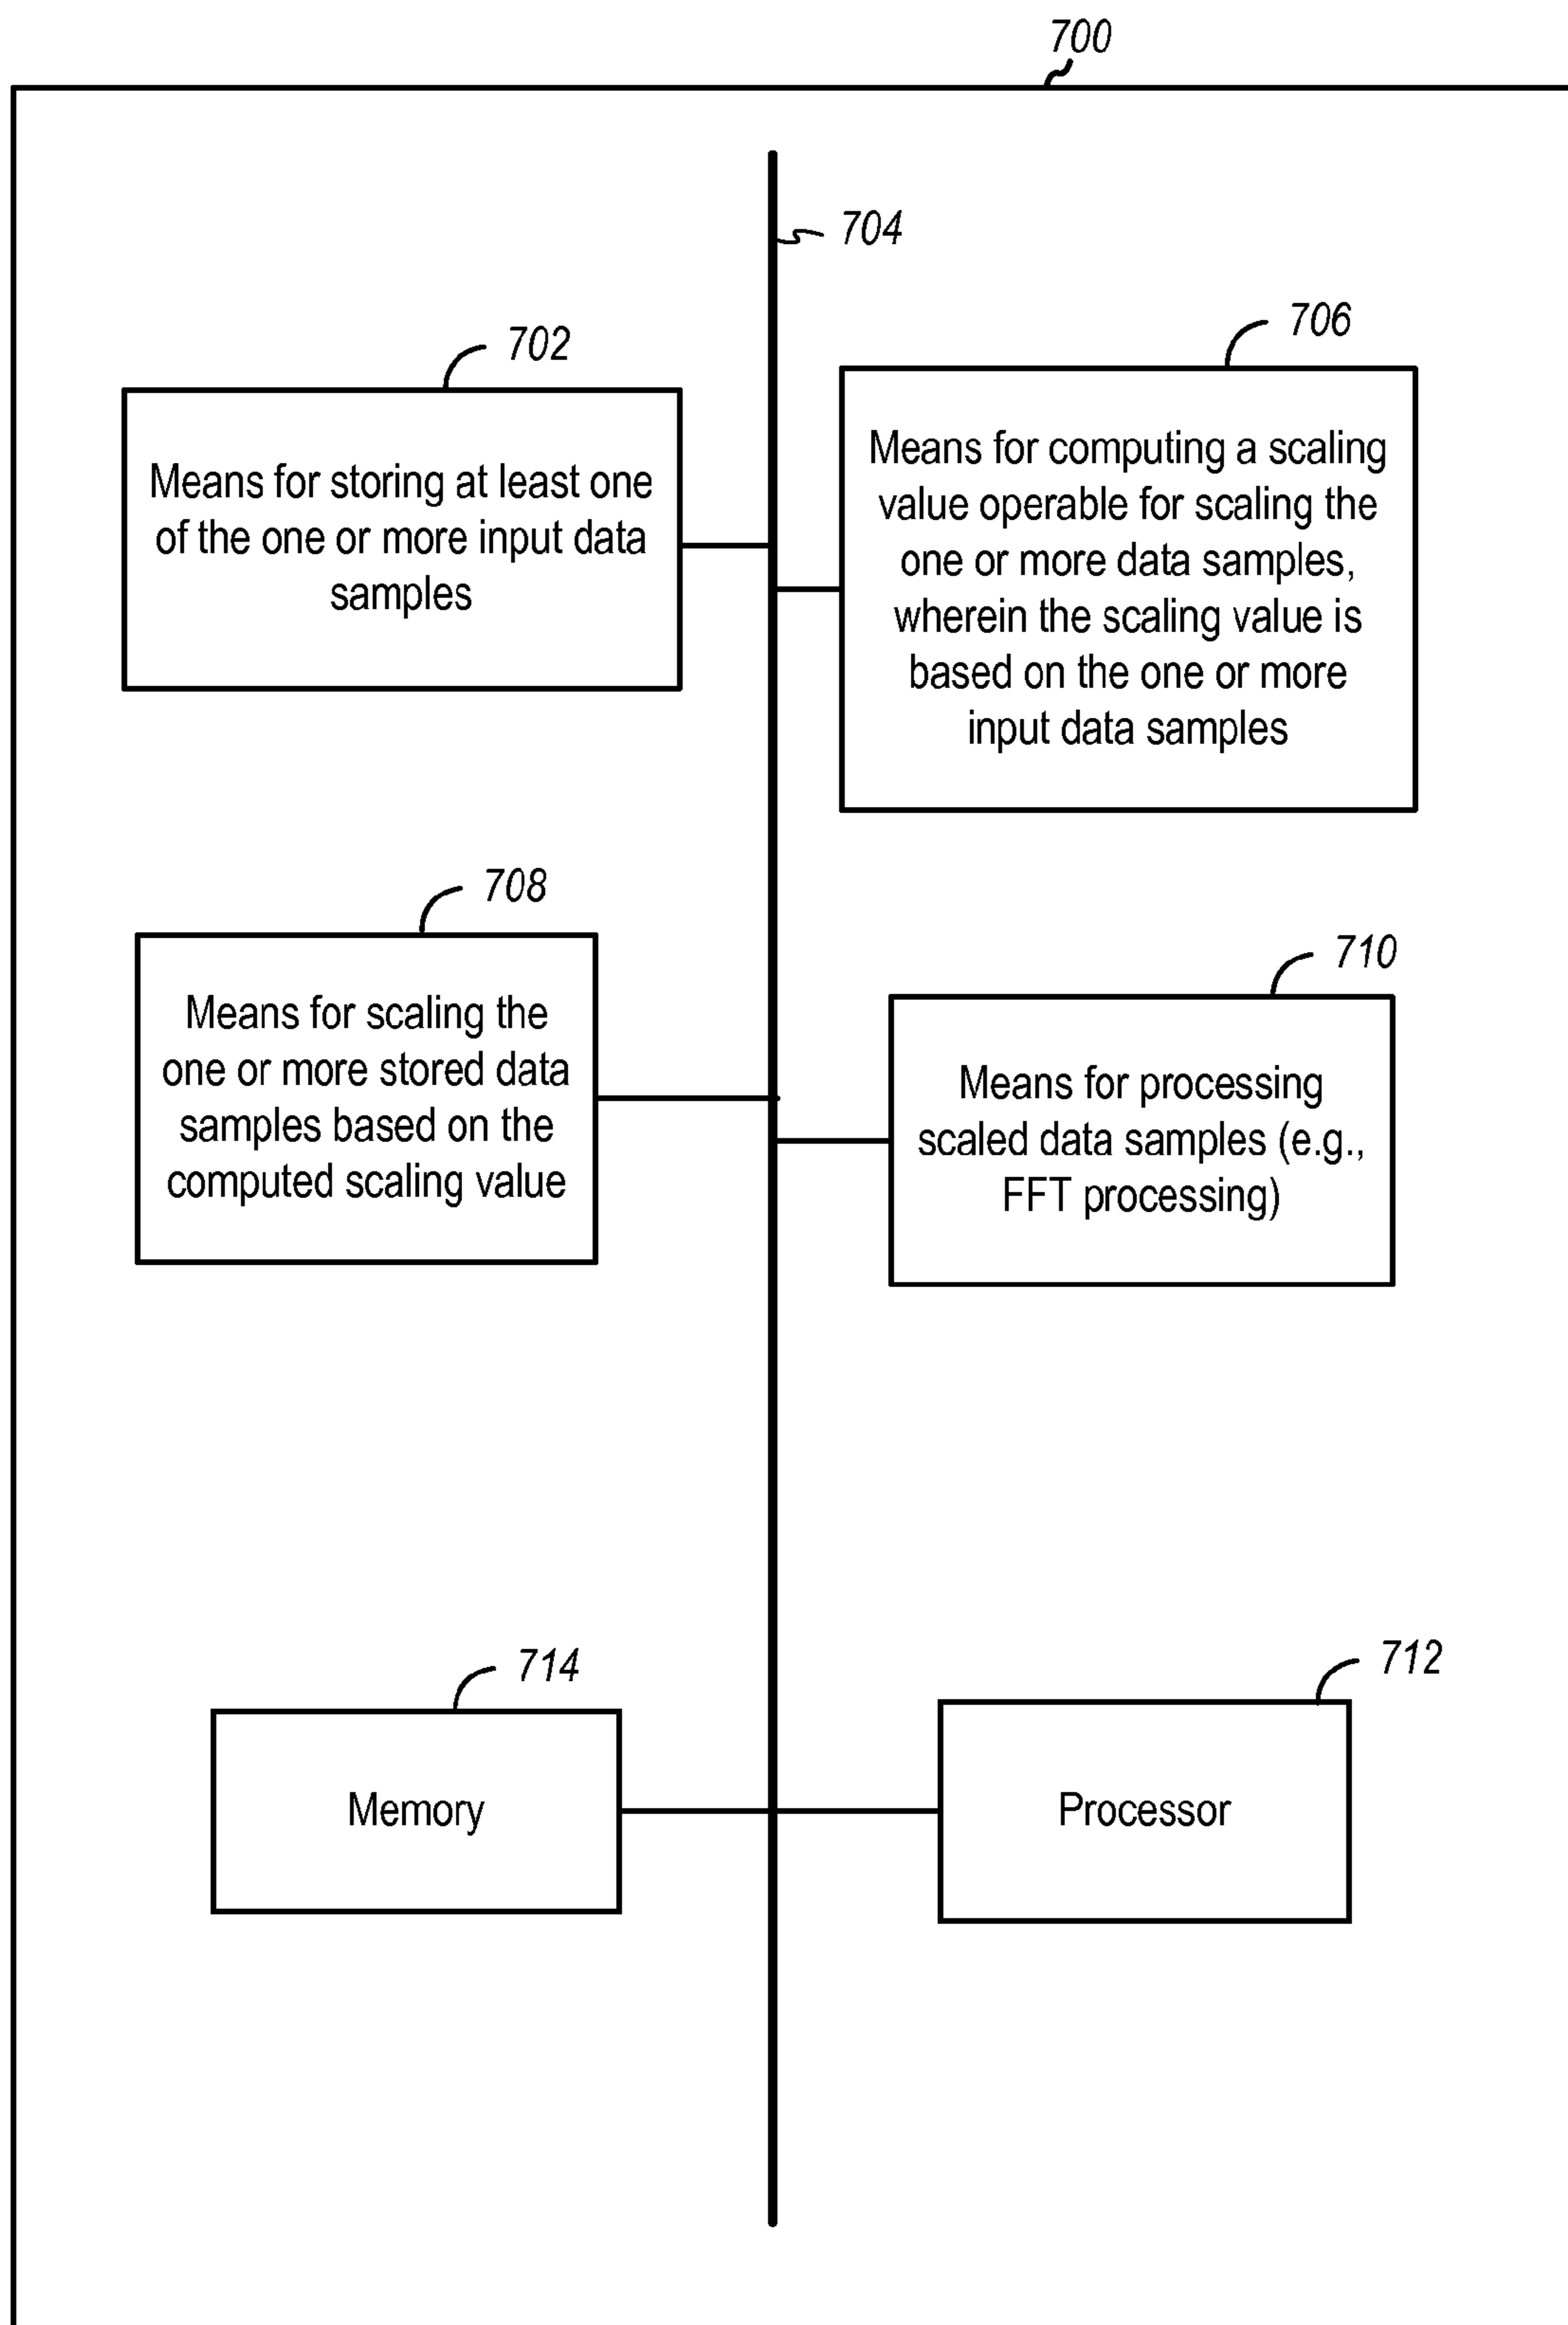 700
704
702
Means for storing at least one
of the one or more input data
samples
706
Means for computing a scaling
value operable for scaling the
one or more data samples,
wherein the scaling value is
based on the one or more
input data samples
708
Means for scaling the
one or more stored data
samples based on the
computed scaling value
710
Means for processing
scaled data samples (e.g.,
FFT processing)
714
Memory
712
Processor